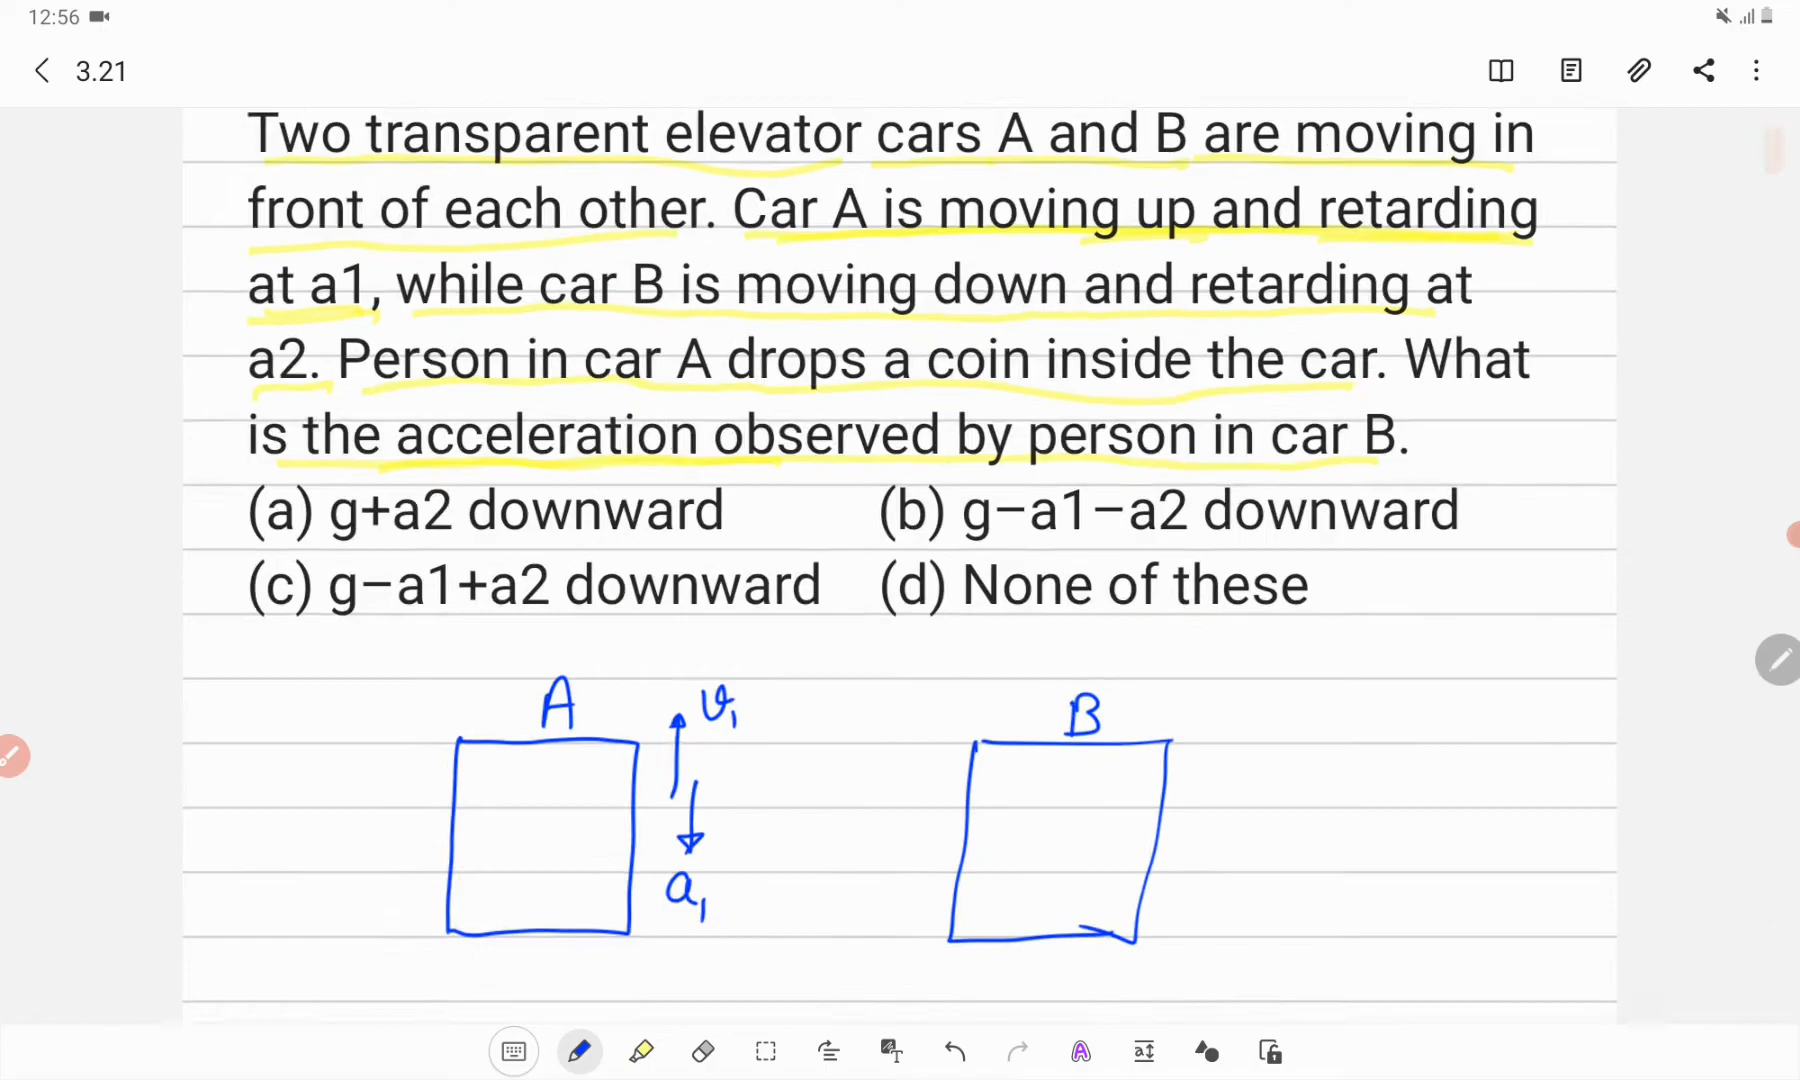 12:56
3.21
Two transparent elevator cars A and B are moving in
front of each other. Car A is moving up and retarding
at a1, while car B is moving down and retarding at
a2. Person in car A drops a coin inside the car. What
is the acceleration observed by person in car B.
(a) g+a2 downward (b) g−a1−a2 downward
(c) g−a1+a2 downward (d) None of these
A v₁ B
a₁